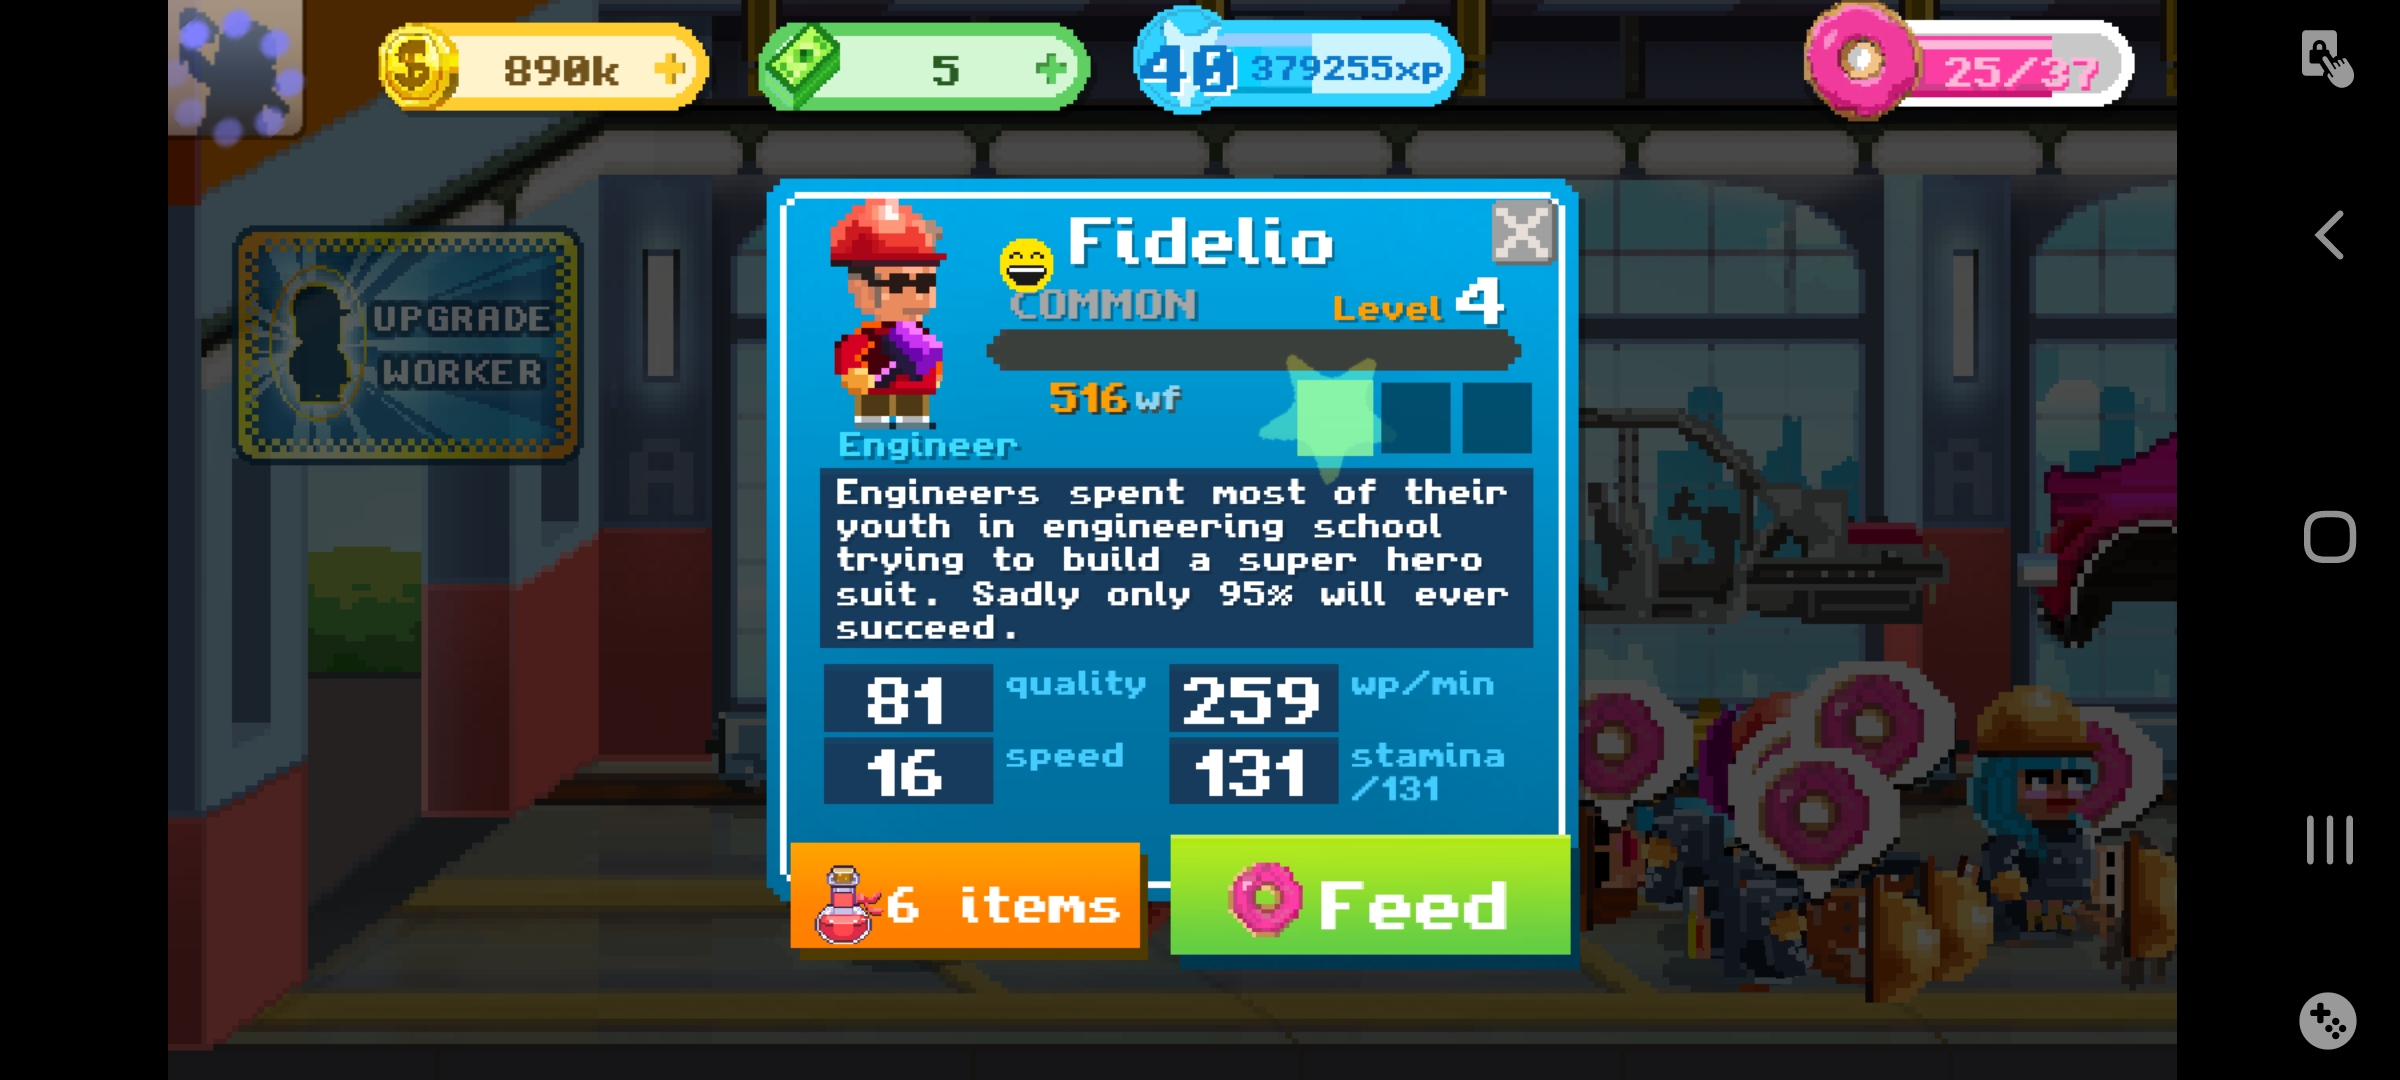 890k
5
40 379255xp
25/37
UPGRADE
WORKER
Fidelio
COMMON
Level 4
516 wf
Engineer
Engineers spent most of their
youth in engineering school
trying to build a super hero
suit. Sadly only 95% will ever
succeed.
81 quality 259 wp/min
16 speed 131 stamina
/131
6 items
Feed